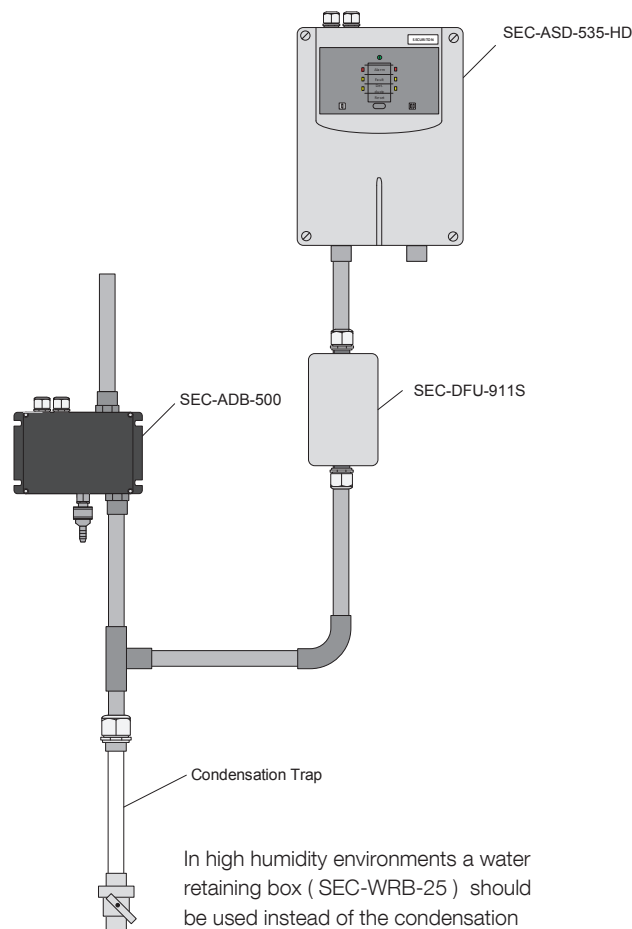 SEC-ASD-535-HD
SECURITON
SEC-ADB-500
SEC-DFU-911S
Condensation Trap
In high humidity environments a water
retaining box ( SEC-WRB-25 )  should
be used instead of the condensation